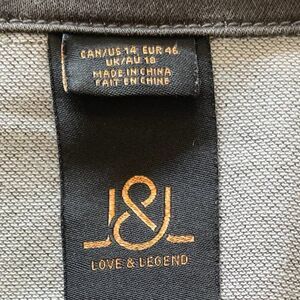 CAN/US 14 EUR 46
UK/AU 18
MADE IN CHINA
FAIT EN CHINE
L&L
LOVE & LEGEND